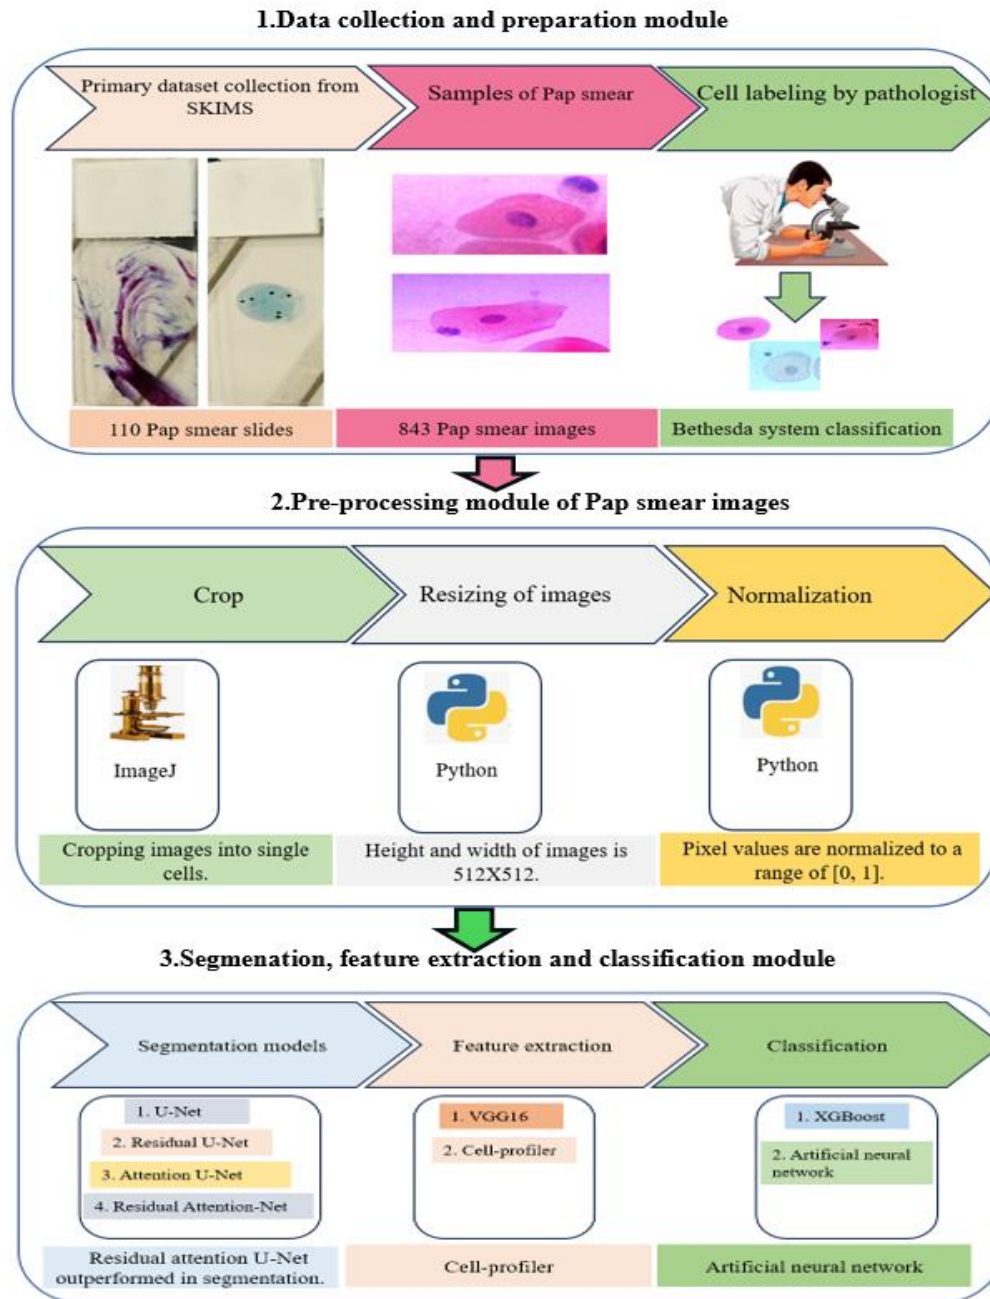 1.Data collection and preparation module
Primary dataset collection from
SKIMS
Samples of Pap smear
Cell labeling by pathologist
110 Pap smear slides
843 Pap smear images
Bethesda system classification
2.Pre-processing module of Pap smear images
Crop
Resizing of images
Normalization
ImageJ
Python
Python
Cropping images into single
cells.
Height and width of images is
512X512.
Pixel values are normalized to a
range of [0, 1].
3.Segmenation, feature extraction and classification module
Segmentation models
Feature extraction
Classification
1. U-Net
2. Residual U-Net
3. Attention U-Net
4. Residual Attention-Net
1. VGG16
2. Cell-profiler
1. XGBoost
2. Artificial neural
network
Residual attention U-Net
outperformed in segmentation.
Cell-profiler
Artificial neural network